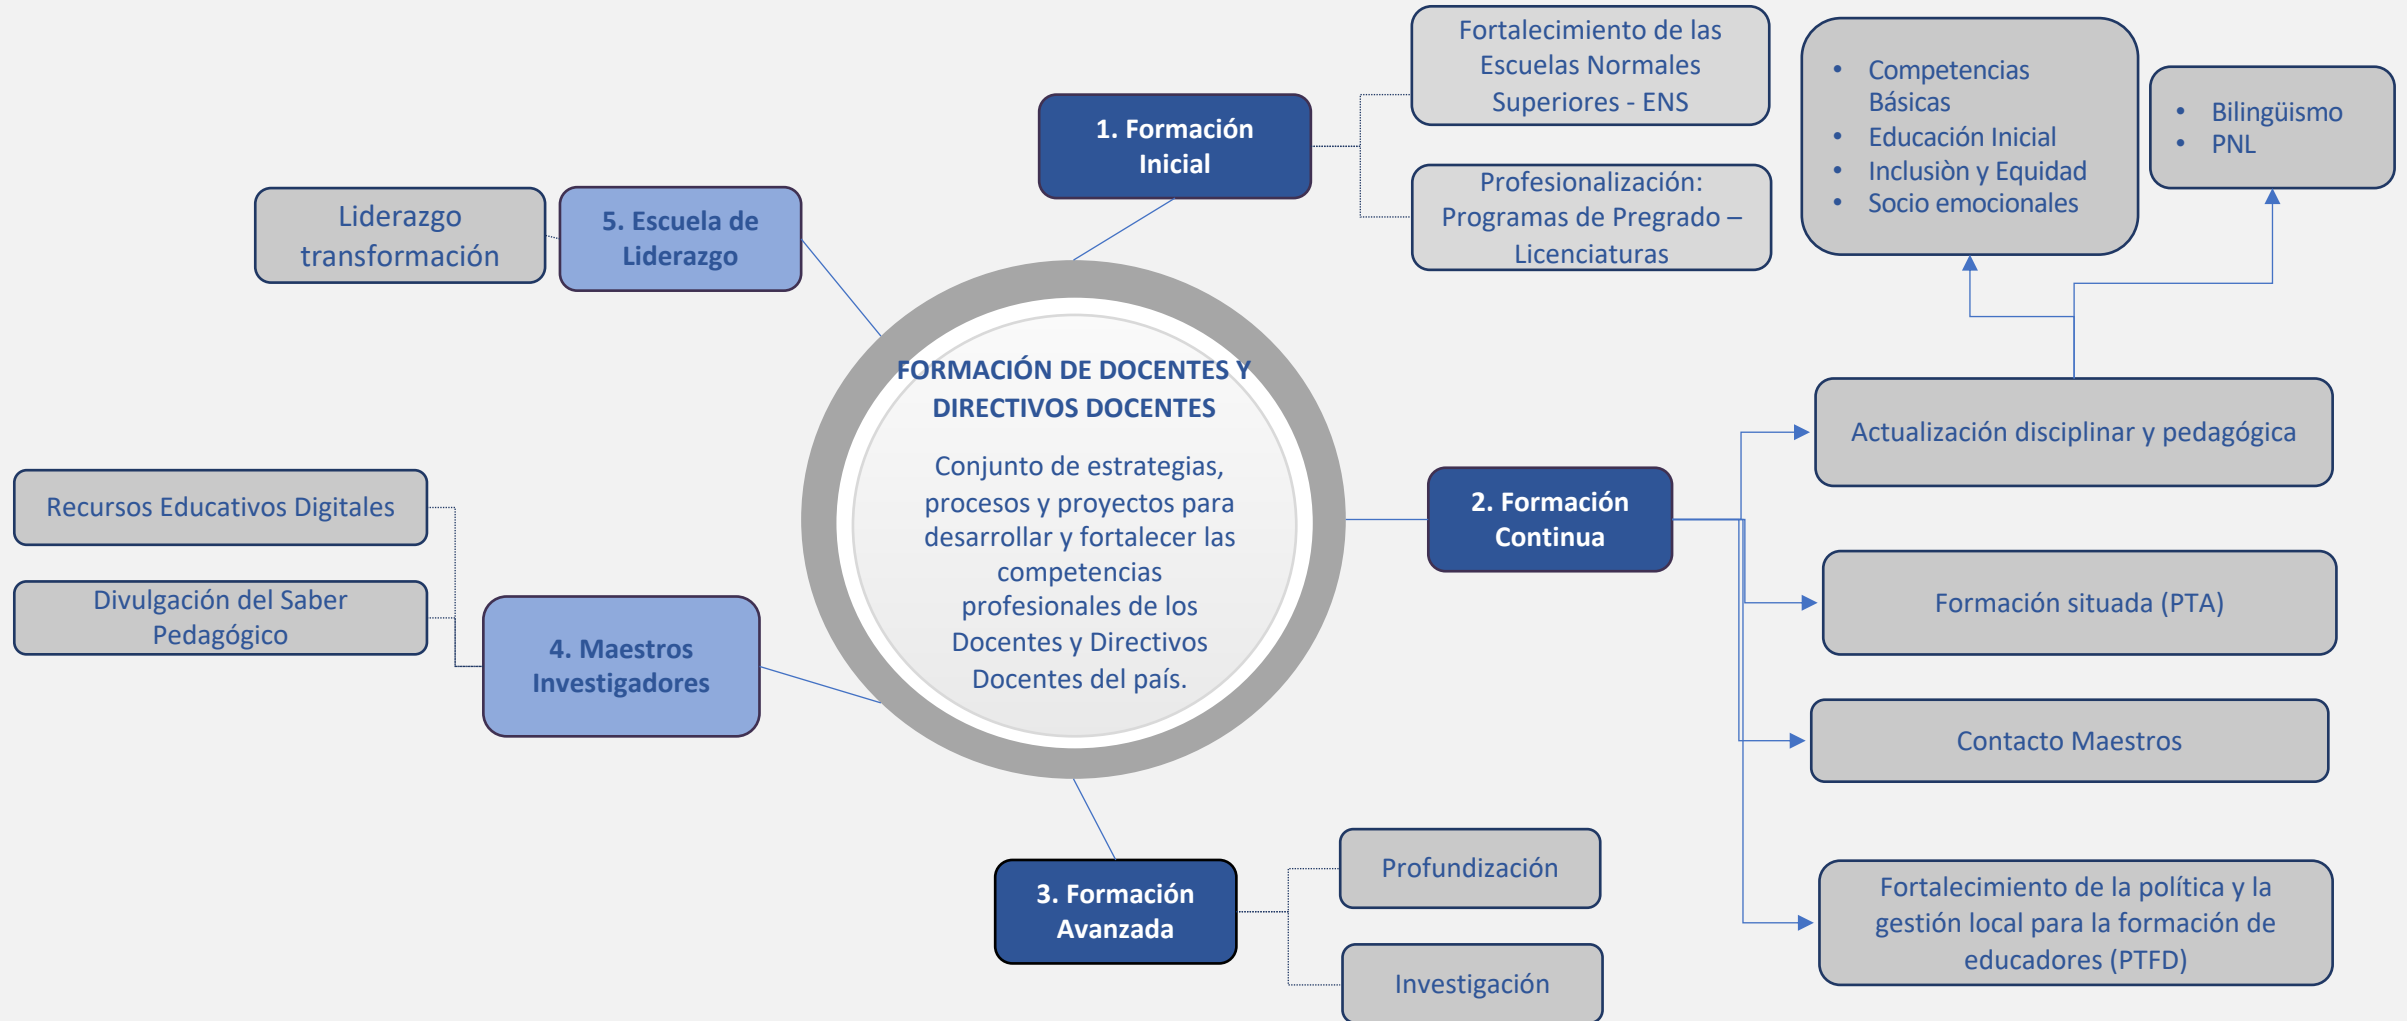 FORMACIÓN DE DOCENTES Y
DIRECTIVOS DOCENTES
Conjunto de estrategias,
procesos y proyectos para
desarrollar y fortalecer las
competencias
profesionales de los
Docentes y Directivos
Docentes del país.
1. Formación
Inicial
Fortalecimiento de las
Escuelas Normales
Superiores - ENS
Profesionalización:
Programas de Pregrado –
Licenciaturas
2. Formación
Continua
Actualización disciplinar y pedagógica
• Competencias
Básicas
• Educación Inicial
• Inclusiòn y Equidad
• Socio emocionales
• Bilingüismo
• PNL
Formación situada (PTA)
Contacto Maestros
Fortalecimiento de la política y la
gestión local para la formación de
educadores (PTFD)
3. Formación
Avanzada
Profundización
Investigación
4. Maestros
Investigadores
Recursos Educativos Digitales
Divulgación del Saber
Pedagógico
5. Escuela de
Liderazgo
Liderazgo
transformación